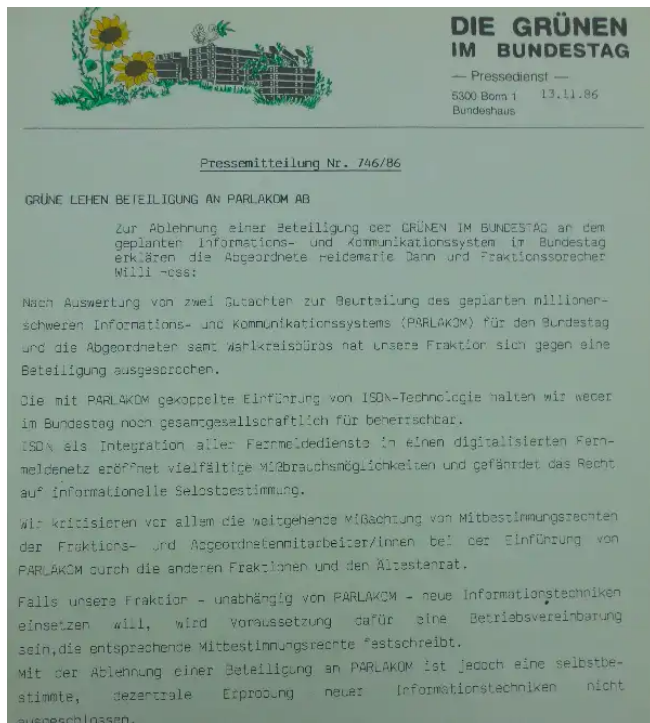 DIE GRÜNEN
IM BUNDESTAG
— Pressedienst —
5300 Bonn 1 13.11.86
Bundeshaus
Pressemitteilung Nr. 746/86
GRÜNE LEHEN BETEILIGUNG AN PARLAKOM AB
Zur Ablehnung einer Beteiligung der GRÜNEN IM BUNDESTAG an dem
geplanten Informations- und Kommunikationssystem im Bundestag
erklären die Abgeordnete Heidemarie Dann und Fraktionssprecher
Willi Hoss:
Nach Auswertung von zwei Gutachten zur Beurteilung des geplanten millionen-
schweren Informations- und Kommunikationssystems (PARLAKOM) für den Bundestag
und die Abgeordneten samt Wahlkreisbüros hat unsere Fraktion sich gegen eine
Beteiligung ausgesprochen.
Die mit PARLAKOM gekoppelte Einführung von ISDN-Technologie halten wir weder
im Bundestag noch gesamtgesellschaftlich für beherrschbar.
ISDN als Integration aller Fernmeldedienste in einen digitalisierten Fern-
meldenetz eröffnet vielfältige Mißbrauchsmöglichkeiten und gefährdet das Recht
auf informationelle Selbstbestimmung.
Wir kritisieren vor allem die weitgehende Mißachtung von Mitbestimmungsrechten
der Fraktions- und Abgeordnetenmitarbeiter/innen bei der Einführung von
PARLAKOM durch die anderen Fraktionen und den Ältestenrat.
Falls unsere Fraktion - unabhängig von PARLAKOM - neue Informationstechniken
einsetzen will, wird Voraussetzung dafür eine Betriebsvereinbarung
sein,die entsprechende Mitbestimmungsrechte festschreibt.
Mit der Ablehnung einer Beteiligung an PARLAKOM ist jedoch eine selbstbe-
stimmte, dezentrale Erprobung neuer Informationstechniken nicht
ausgeschlossen.